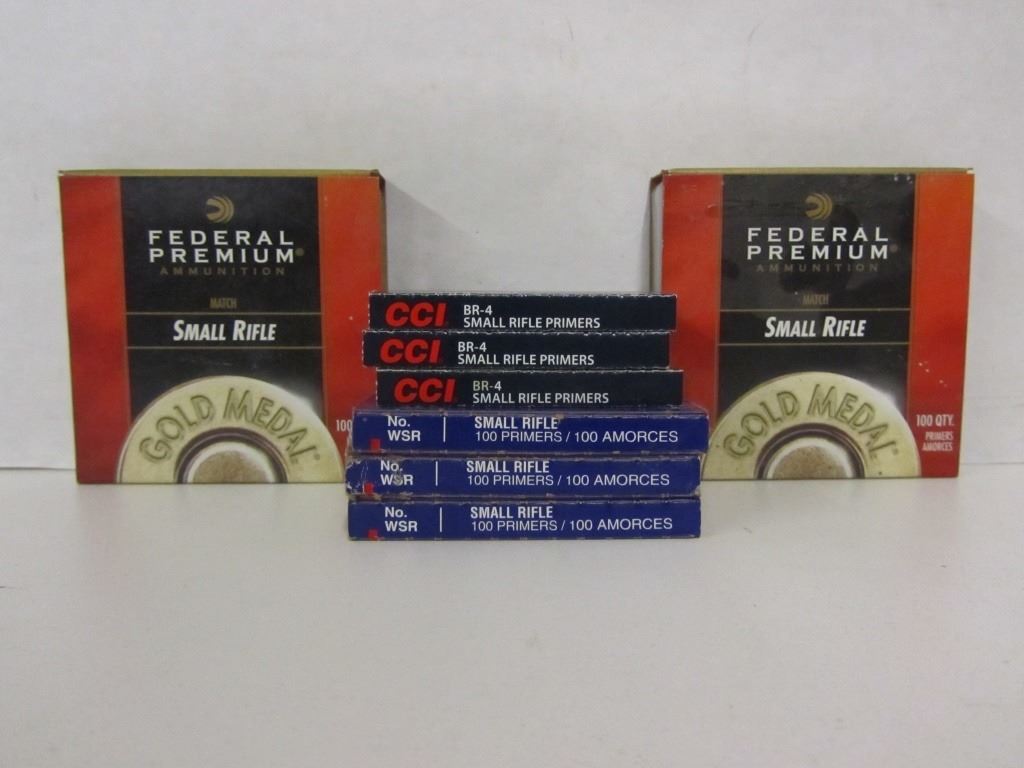 FEDERAL
PREMIUM®
AMMUNITION
MATCH
SMALL RIFLE
GOLD MEDAL®
100
FEDERAL
PREMIUM®
AMMUNITION
MATCH
SMALL RIFLE
GOLD MEDAL®
100 QTY.
PRIMERS
AMORCES
CCI BR-4
SMALL RIFLE PRIMERS
CCI BR-4
SMALL RIFLE PRIMERS
CCI BR-4
SMALL RIFLE PRIMERS
No. SMALL RIFLE
WSR 100 PRIMERS / 100 AMORCES
No. SMALL RIFLE
WSR 100 PRIMERS / 100 AMORCES
No. SMALL RIFLE
WSR 100 PRIMERS / 100 AMORCES